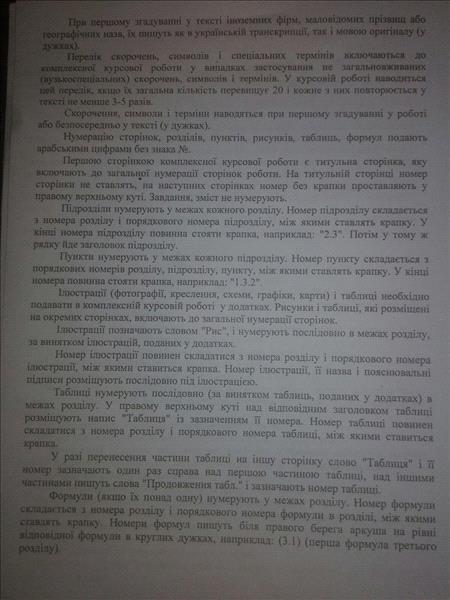 При першому згадуванні у тексті іноземних фірм, маловідомих прізвищ або
географічних назв, їх пишуть як в українській транскрипції, так і мовою оригіналу (у
дужках).
Перелік скорочень, символів і спеціальних термінів включаються до
комплексної курсової роботи у випадках застосування не загальновживаних
(вузькоспеціальних) скорочень, символів і термінів. У курсовій роботі наводиться
цей перелік, якщо їх загальна кількість перевищує 20 і кожне з них повторюється у
тексті не менше 3-5 разів.
Скорочення, символи і терміни наводяться при першому згадуванні у роботі
або безпосередньо у тексті (у дужках).
Нумерацію сторінок, розділів, пунктів, рисунків, таблиць, формул подають
арабськими цифрами без знака №.
Першою сторінкою комплексної курсової роботи є титульна сторінка, яку
включають до загальної нумерації сторінок роботи. На титульній сторінці номер
сторінки не ставлять, на наступних сторінках номер без крапки проставляють у
правому верхньому куті. Завдання, зміст не нумерують.
Підрозділи нумерують у межах кожного розділу. Номер підрозділу складається
з номера розділу і порядкового номера підрозділу, між якими ставлять крапку. У
кінці номера підрозділу повинна стояти крапка, наприклад: "2.3". Потім у тому ж
рядку йде заголовок підрозділу.
Пункти нумерують у межах кожного підрозділу. Номер пункту складається з
порядкових номерів розділу, підрозділу, пункту, між якими ставлять крапку. У кінці
номера повинна стояти крапка, наприклад: "1.3.2".
Ілюстрації (фотографії, креслення, схеми, графіки, карти) і таблиці необхідно
подавати в комплексній курсовій роботі у додатках. Рисунки і таблиці, які розміщені
на окремих сторінках, включають до загальної нумерації сторінок.
Ілюстрації позначають словом "Рис", і нумерують послідовно в межах розділу,
за винятком ілюстрацій, поданих у додатках.
Номер ілюстрації повинен складатися з номера розділу і порядкового номера
ілюстрації, між якими ставиться крапка. Номер ілюстрації, її назва і пояснювальні
підписи розміщують послідовно під ілюстрацією.
Таблиці нумерують послідовно (за винятком таблиць, поданих у додатках) в
межах розділу. У правому верхньому куті над відповідним заголовком таблиці
розміщують напис "Таблиця" із зазначенням її номера. Номер таблиці повинен
складатися з номера розділу і порядкового номера таблиці, між якими ставиться
крапка.
У разі перенесення частини таблиці на іншу сторінку слово "Таблиця" і її
номер зазначають один раз справа над першою частиною таблиці, над іншими
частинами пишуть слова "Продовження табл." і зазначають номер таблиці.
Формули (якщо їх понад одну) нумерують у межах розділу. Номер формули
складається з номера розділу і порядкового номера формули в розділі, між якими
ставлять крапку. Номери формул пишуть біля правого берега аркуша на рівні
відповідної формули в круглих дужках, наприклад: (3.1) (перша формула третього
розділу).